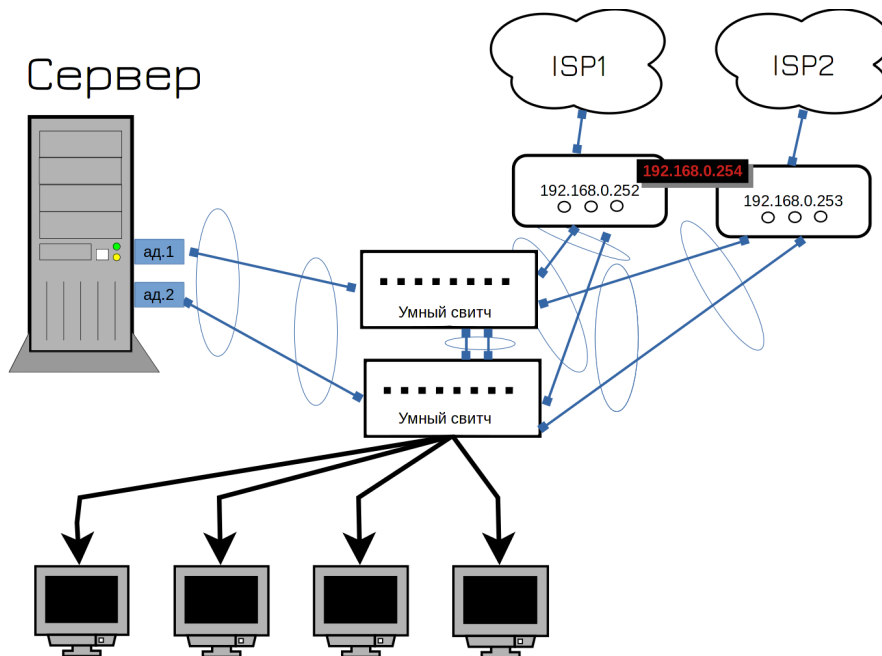 Сервер
ISP1
ISP2
192.168.0.254
192.168.0.252
192.168.0.253
ад.1
ад.2
Умный свитч
Умный свитч